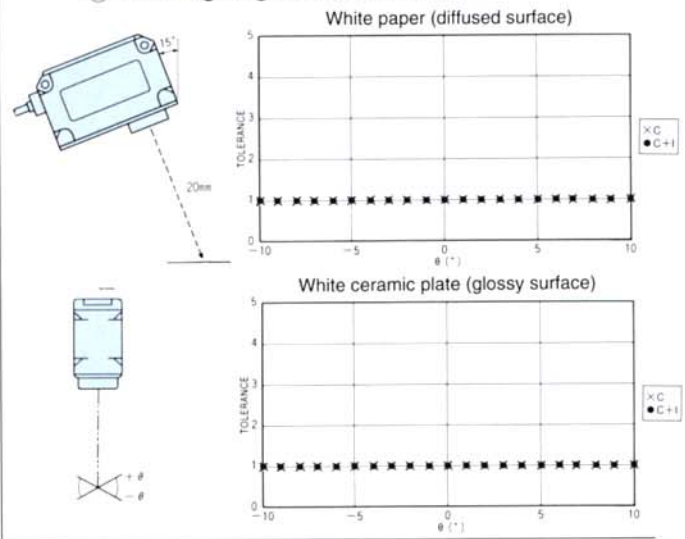 White paper (diffused surface)
15°
20mm
5
4
3
2
1
0
TOLERANCE
-10
-5
0
5
10
θ (°)
×C
●C+I
White ceramic plate (glossy surface)
5
4
3
2
1
0
TOLERANCE
-10
-5
0
5
10
θ (°)
×C
●C+I
+θ
-θ